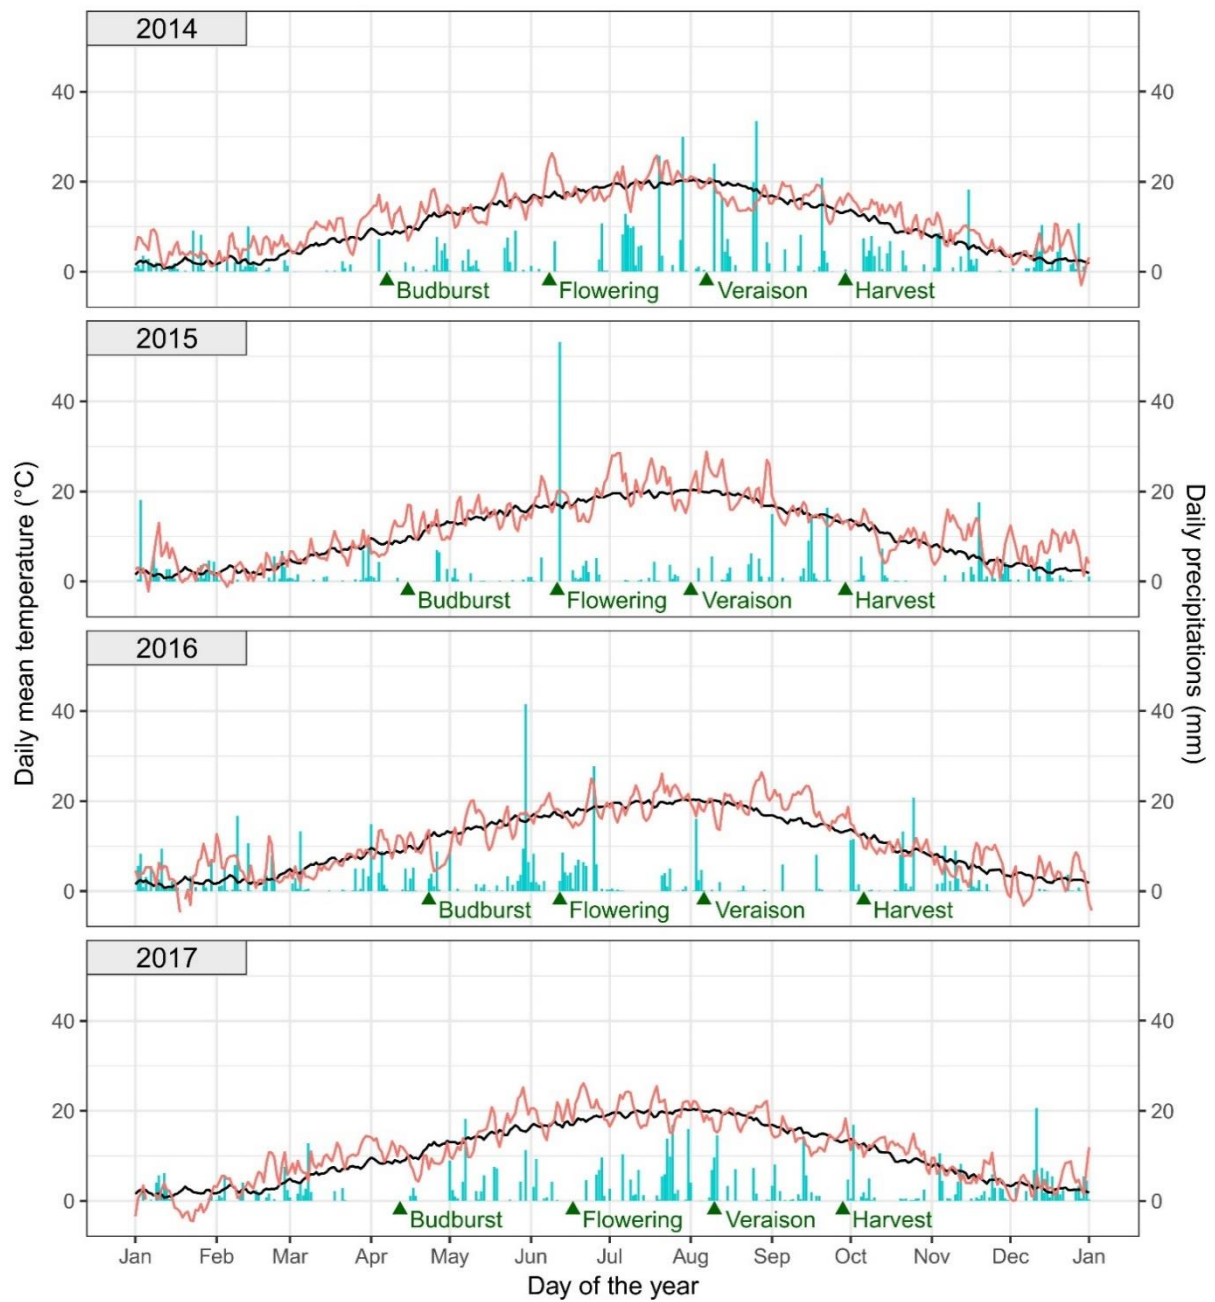 2014
40
20
0
40
20
0
Budburst
Flowering
Veraison
Harvest
2015
40
20
0
40
20
0
Budburst
Flowering
Veraison
Harvest
Daily mean temperature (°C)
Daily precipitations (mm)
2016
40
20
0
40
20
0
Budburst
Flowering
Veraison
Harvest
2017
40
20
0
40
20
0
Budburst
Flowering
Veraison
Harvest
Jan Feb Mar Apr May Jun Jul Aug Sep Oct Nov Dec Jan
Day of the year